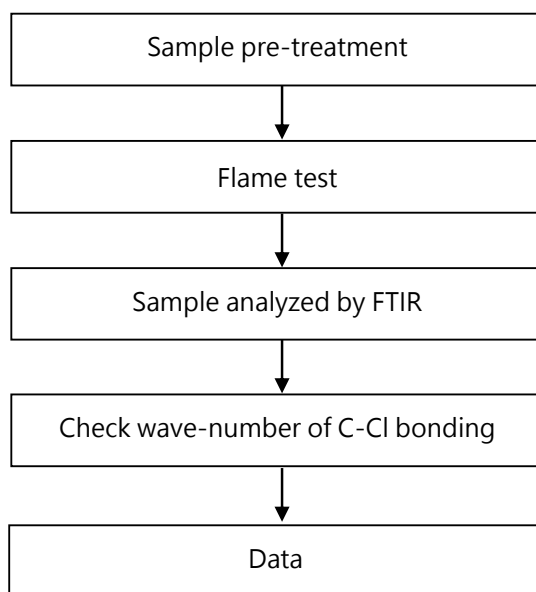 Sample pre-treatment
Flame test
Sample analyzed by FTIR
Check wave-number of C-Cl bonding
Data